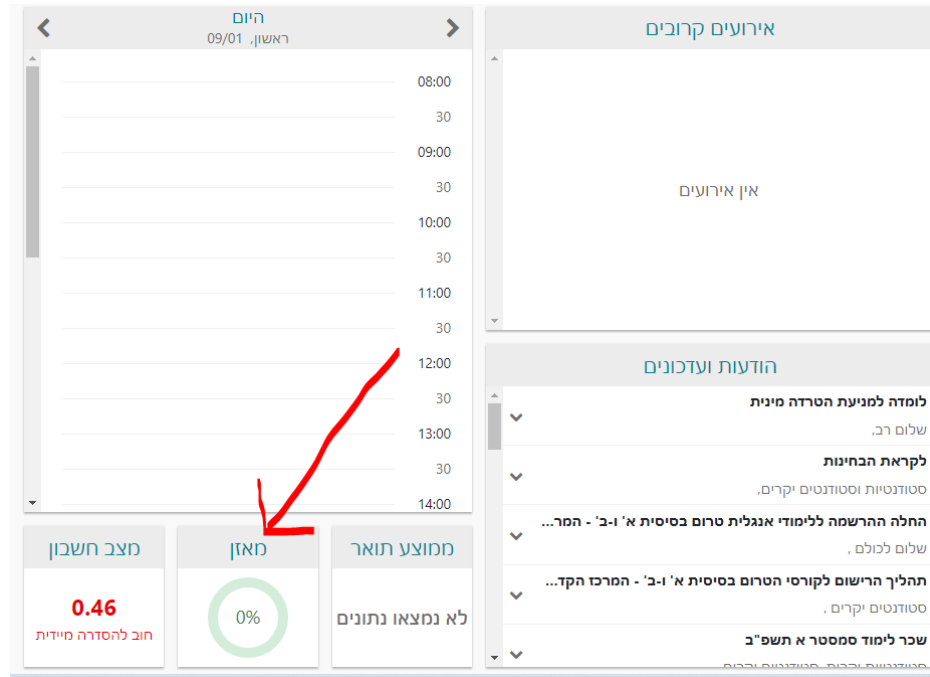 אירועים קרובים
אין אירועים
הודעות ועדכונים
לומדה למניעת הטרדה מינית
שלום רב,
לקראת הבחינות
סטודנטיות וסטודנטים יקרים,
החלה ההרשמה ללימודי אנגלית טרום בסיסית א' ו-ב' - המר...
שלום לכולם ,
תהליך הרישום לקורסי הטרום בסיסית א' ו-ב' - המרכז הקד...
סטודנטים יקרים ,
שכר לימוד סמסטר א תשפ"ב
סטודנטיות יקרות, סטודנטים יקרים
היום
ראשון, 09/01
08:00
30
09:00
30
10:00
30
11:00
30
12:00
30
13:00
30
14:00
ממוצע תואר
לא נמצאו נתונים
מאזן
0%
מצב חשבון
0.46
חוב להסדרה מיידית